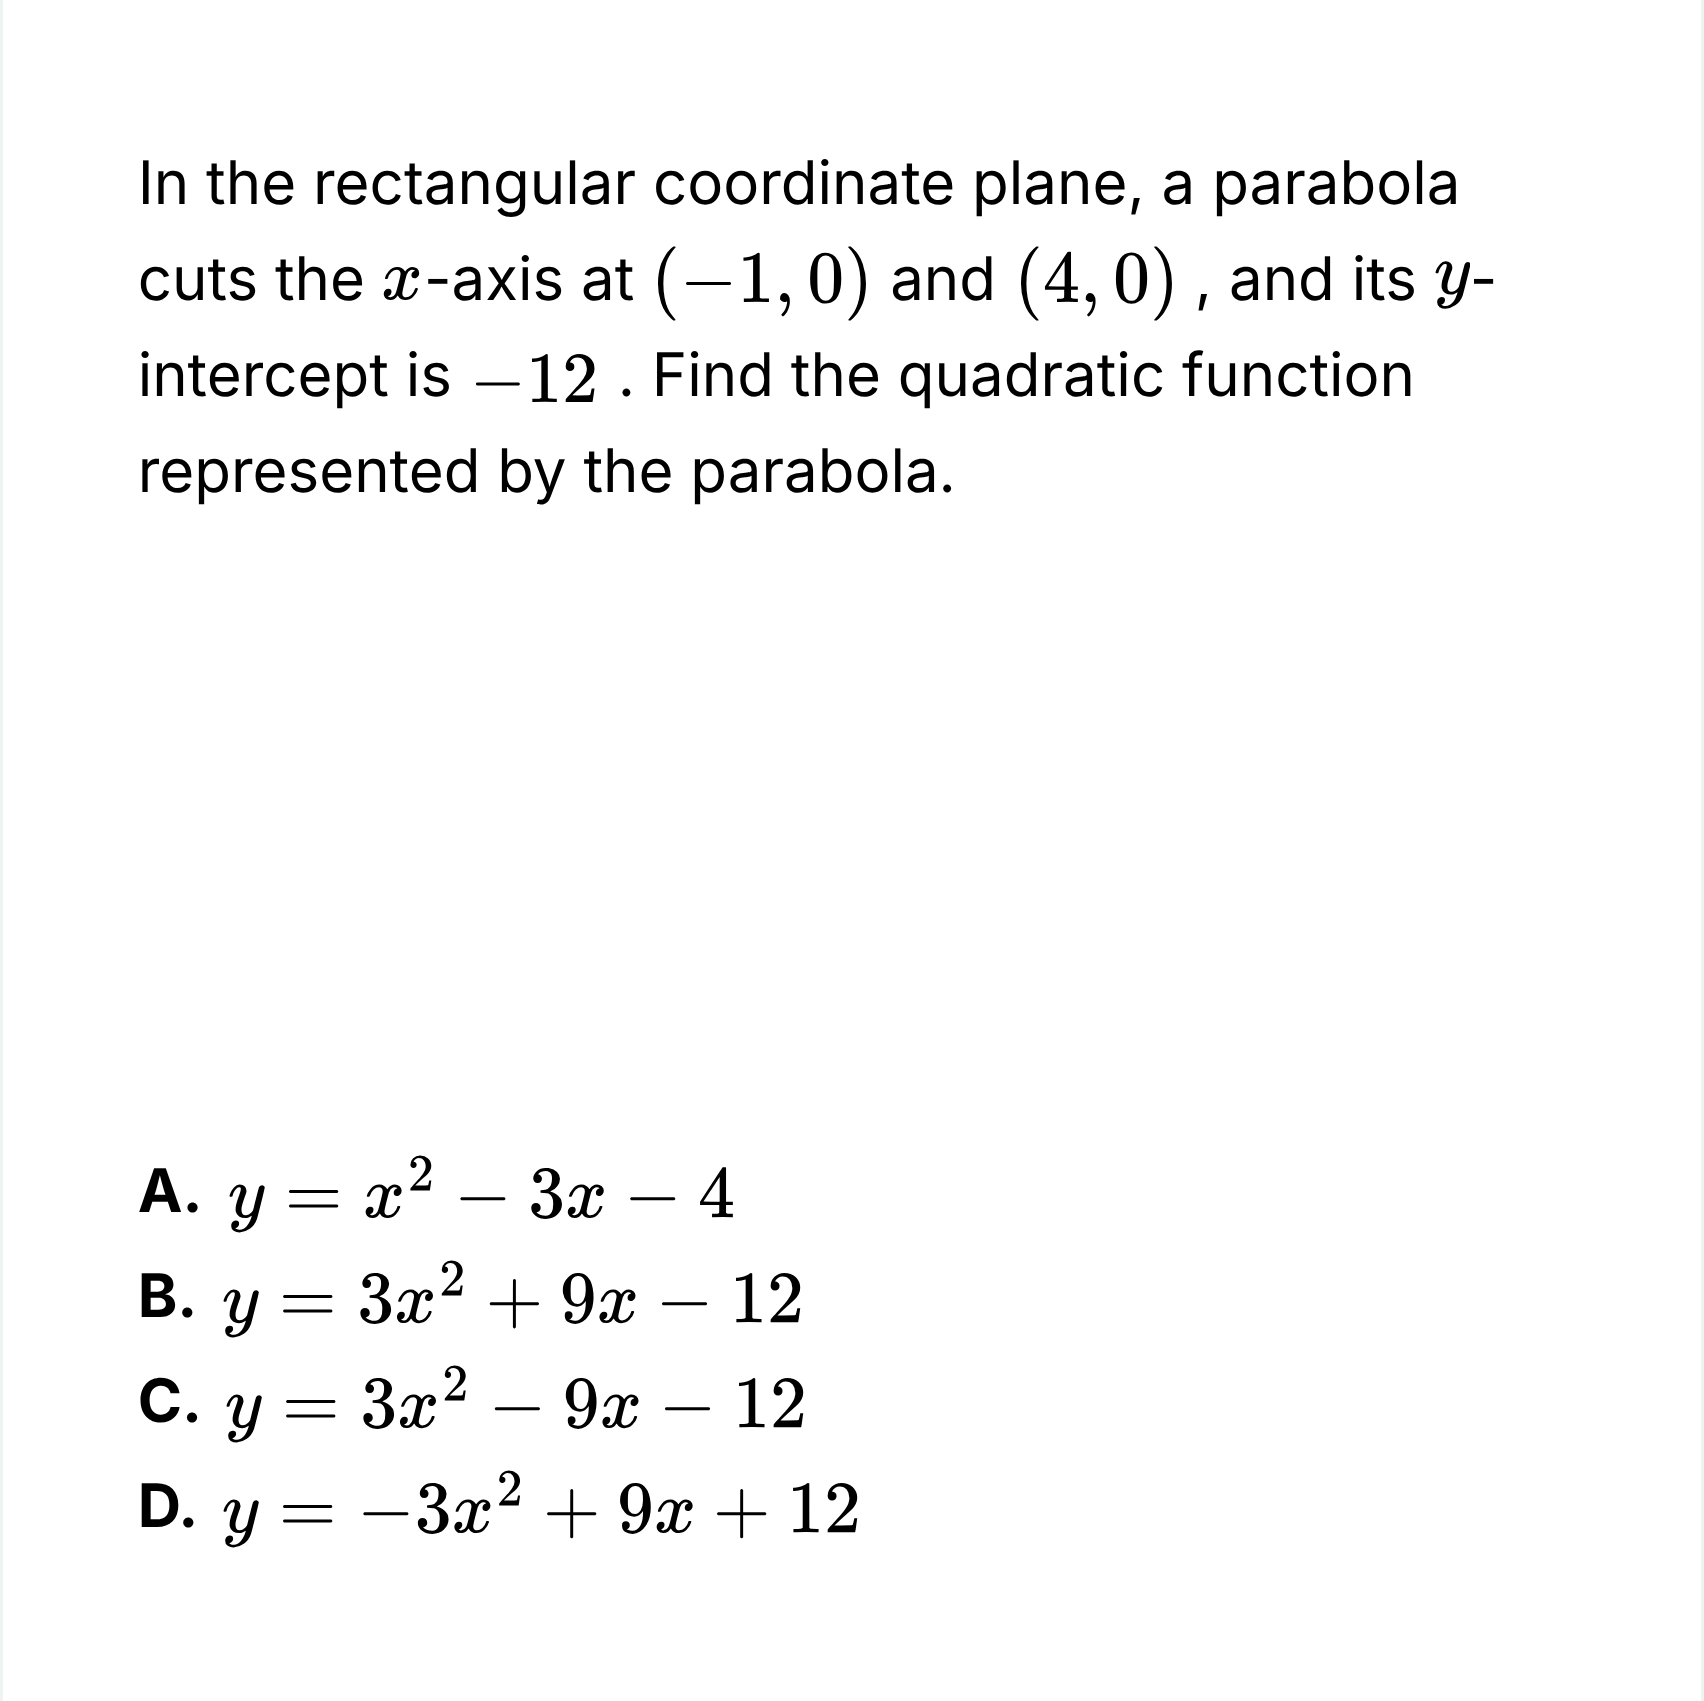 In the rectangular coordinate plane, a parabola
cuts the x-axis at (−1, 0) and (4, 0) , and its y-
intercept is −12 . Find the quadratic function
represented by the parabola.
A. y = x² − 3x − 4
B. y = 3x² + 9x − 12
C. y = 3x² − 9x − 12
D. y = −3x² + 9x + 12